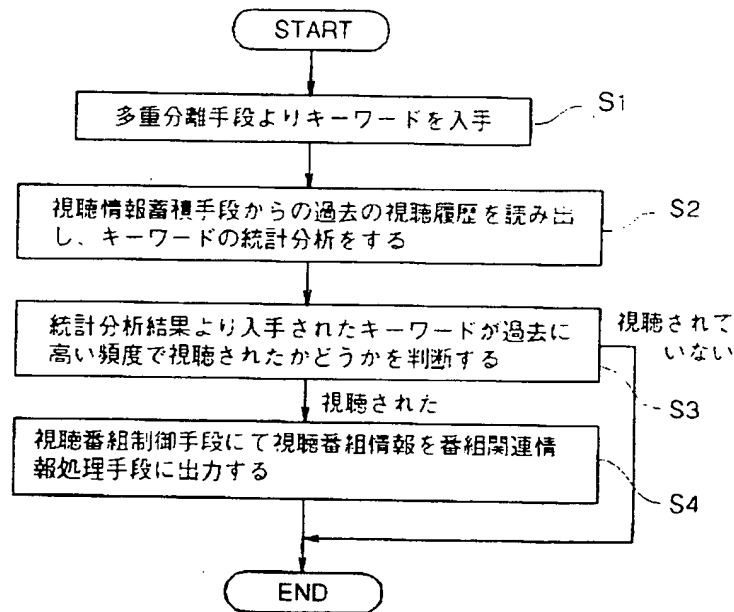 START
多重分離手段よりキーワードを入手
S1
視聴情報蓄積手段からの過去の視聴履歴を読み出
し、キーワードの統計分析をする
S2
統計分析結果より入手されたキーワードが過去に
高い頻度で視聴されたかどうかを判断する
視聴されて
いない
S3
視聴された
視聴番組制御手段にて視聴番組情報を番組関連情
報処理手段に出力する
S4
END